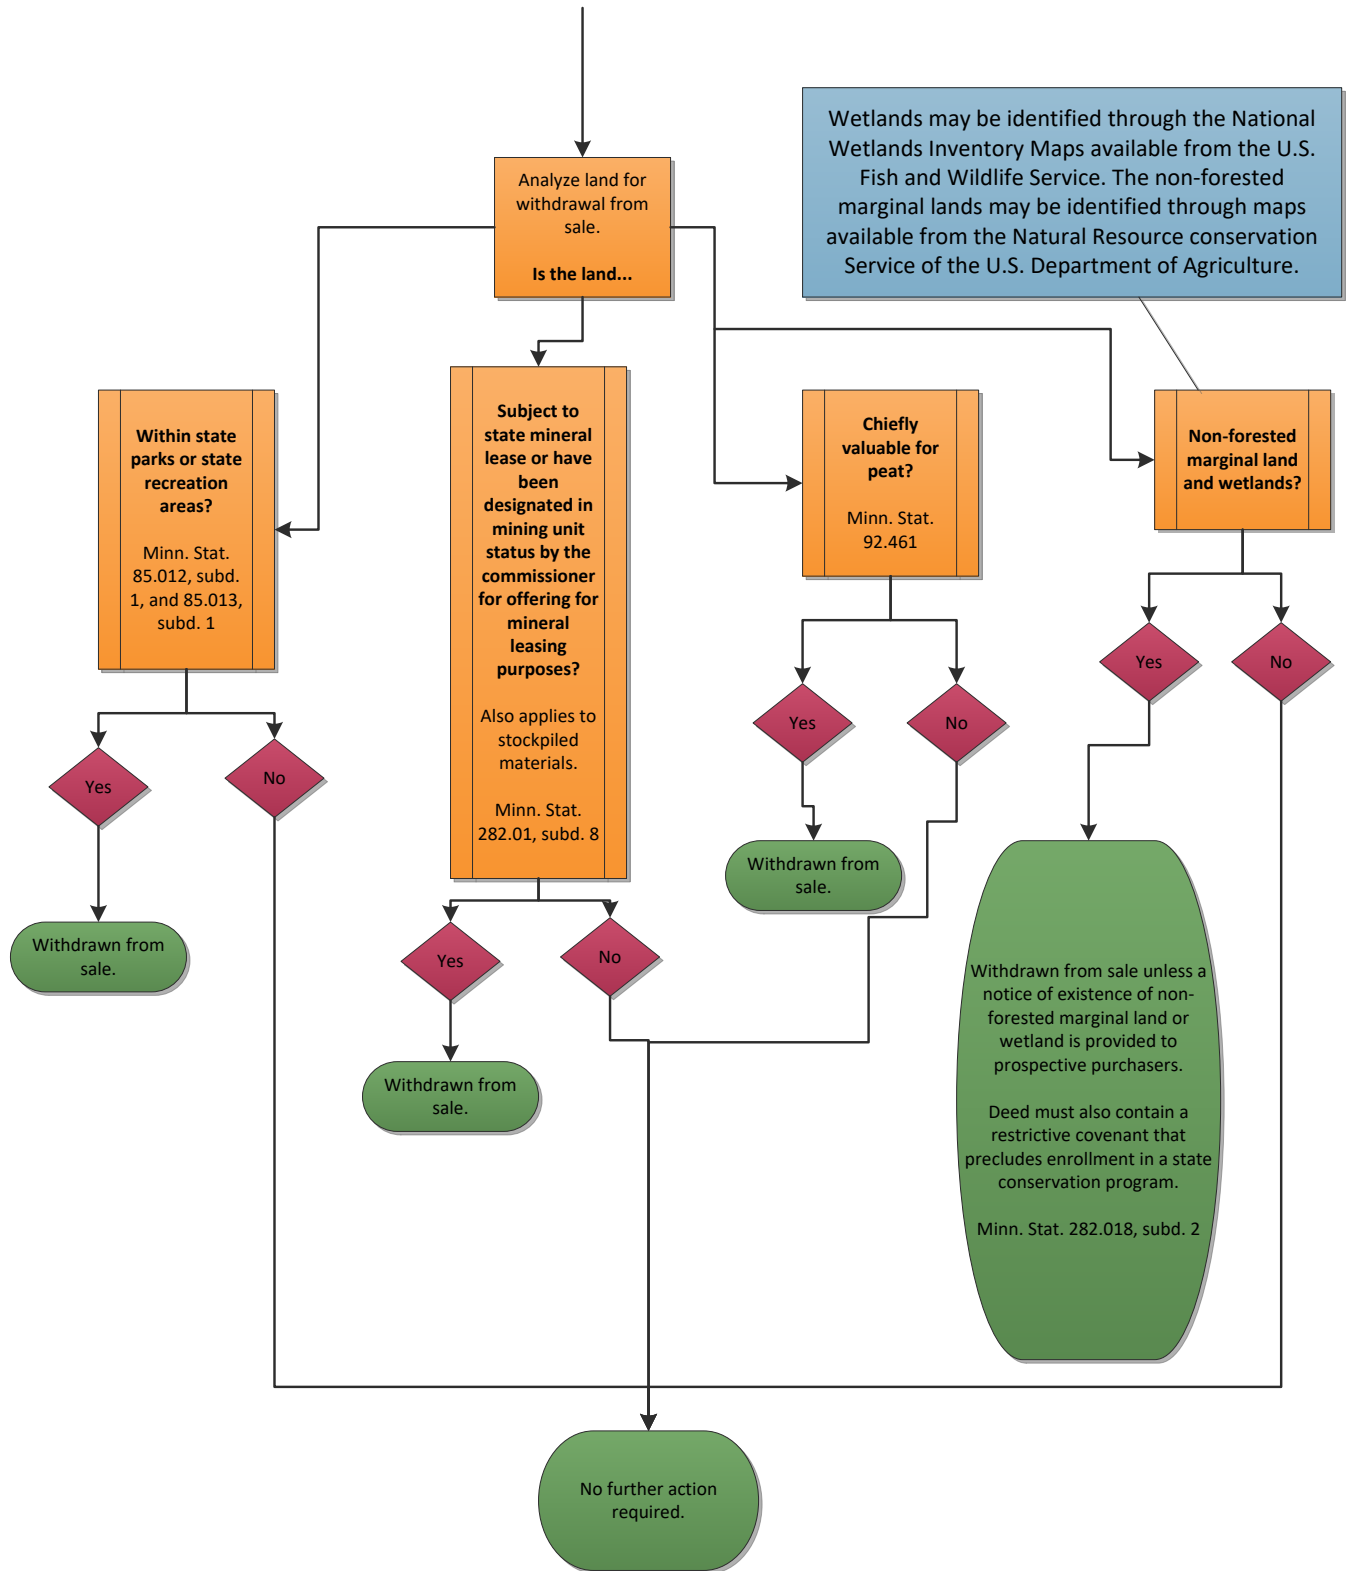 Wetlands may be identified through the National
Wetlands Inventory Maps available from the U.S.
Fish and Wildlife Service. The non-forested
marginal lands may be identified through maps
available from the Natural Resource conservation
Service of the U.S. Department of Agriculture.
Analyze land for
withdrawal from
sale.
Is the land...
Within state
parks or state
recreation
areas?
Minn. Stat.
85.012, subd.
1, and 85.013,
subd. 1
Subject to
state mineral
lease or have
been
designated in
mining unit
status by the
commissioner
for offering for
mineral
leasing
purposes?
Also applies to
stockpiled
materials.
Minn. Stat.
282.01, subd. 8
Chiefly
valuable for
peat?
Minn. Stat.
92.461
Non-forested
marginal land
and wetlands?
Yes
No
Withdrawn from
sale.
Yes
No
Withdrawn from
sale.
Yes
No
Withdrawn from
sale.
Yes
No
Withdrawn from sale unless a
notice of existence of non-
forested marginal land or
wetland is provided to
prospective purchasers.
Deed must also contain a
restrictive covenant that
precludes enrollment in a state
conservation program.
Minn. Stat. 282.018, subd. 2
No further action
required.